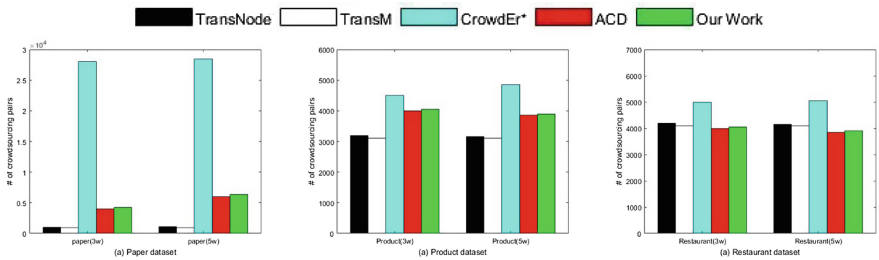 TransNode TransM CrowdEr* ACD Our Work
# of crowdsourcing pairs
×10⁴
3
2.5
2
1.5
1
0.5
0
paper(3w) paper(5w)
(a) Paper dataset
# of crowdsourcing pairs
6000
5000
4000
3000
2000
1000
0
Product(3w) Product(5w)
(a) Product dataset
# of crowdsourcing pairs
7000
6000
5000
4000
3000
2000
1000
0
Restaurant(3w) Restaurant(5w)
(a) Restaurant dataset